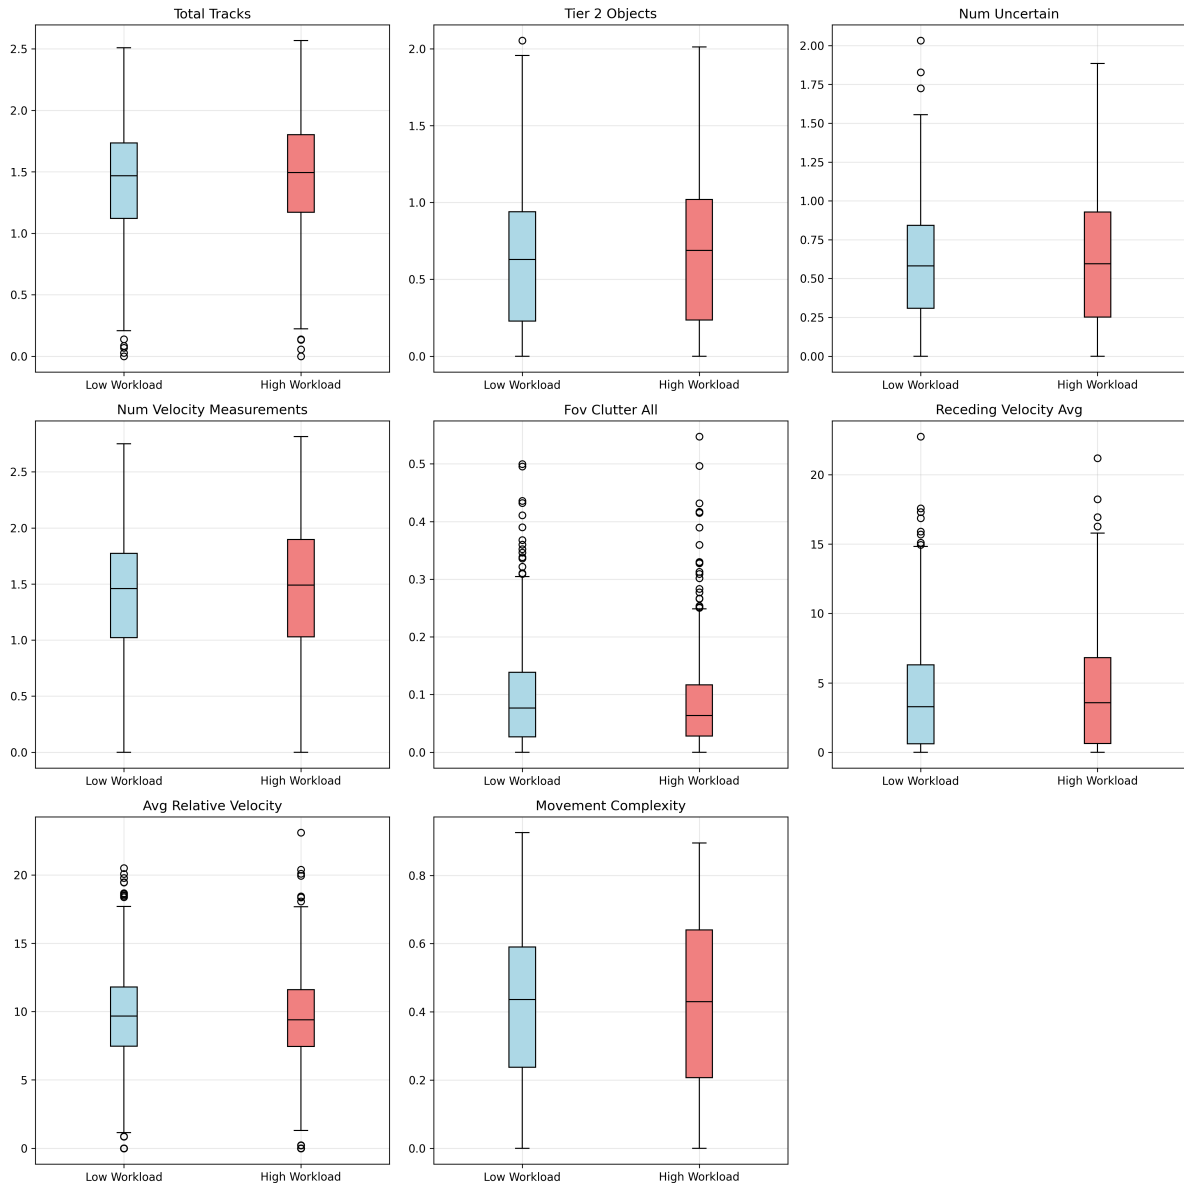 Total Tracks
2.5
2.0
1.5
1.0
0.5
0.0
Low Workload
High Workload
Tier 2 Objects
2.0
1.5
1.0
0.5
0.0
Low Workload
High Workload
Num Uncertain
2.00
1.75
1.50
1.25
1.00
0.75
0.50
0.25
0.00
Low Workload
High Workload
Num Velocity Measurements
2.5
2.0
1.5
1.0
0.5
0.0
Low Workload
High Workload
Fov Clutter All
0.5
0.4
0.3
0.2
0.1
0.0
Low Workload
High Workload
Receding Velocity Avg
20
15
10
5
0
Low Workload
High Workload
Avg Relative Velocity
20
15
10
5
0
Low Workload
High Workload
Movement Complexity
0.8
0.6
0.4
0.2
0.0
Low Workload
High Workload